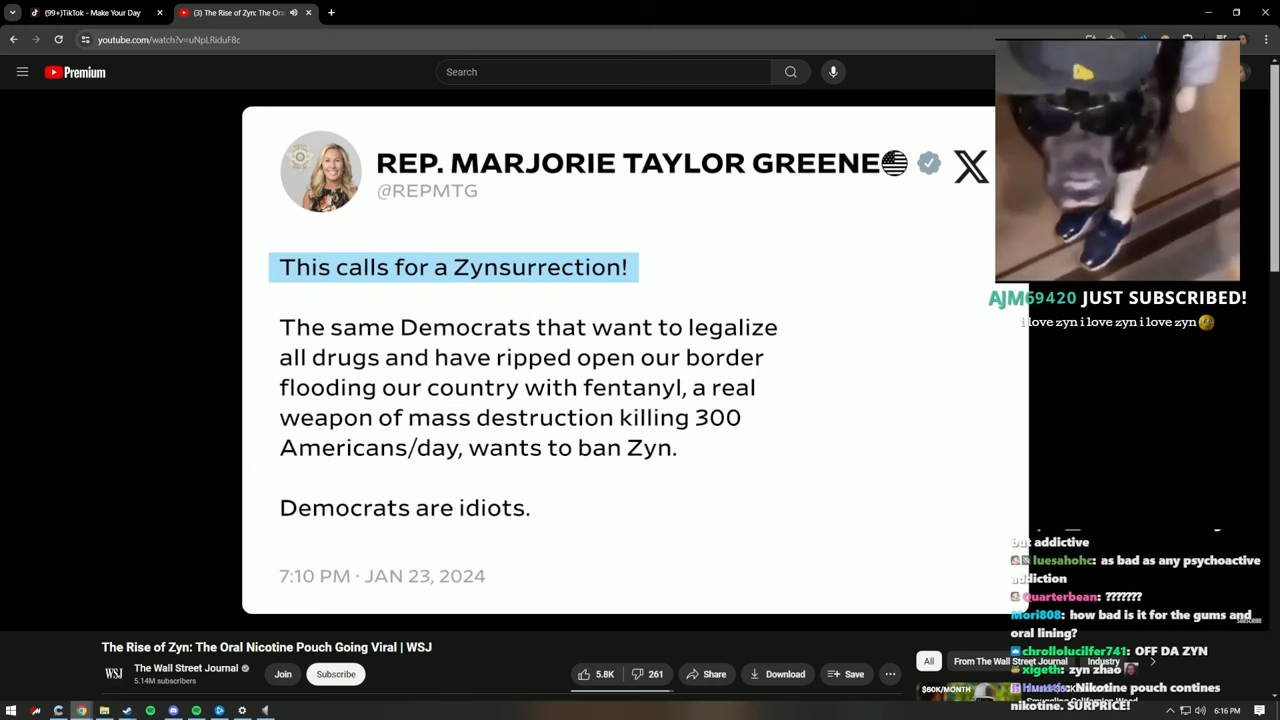 (99+)TikTok - Make Your Day
(3) The Rise of Zyn: The Oral
youtube.com/watch?v=uNpLRiduF8c
Premium
Search
REP. MARJORIE TAYLOR GREENE
@REPMTG
X
This calls for a Zynsurrection!
The same Democrats that want to legalize
all drugs and have ripped open our border
flooding our country with fentanyl, a real
weapon of mass destruction killing 300
Americans/day, wants to ban Zyn.
Democrats are idiots.
7:10 PM · JAN 23, 2024
AJM69420 JUST SUBSCRIBED!
i love zyn i love zyn i love zyn
but addictive
luesahohc: as bad as any psychoactive
addiction
Quarterbean: ???????
Mori808: how bad is it for the gums and
oral lining?
chrollolucilfer741: OFF DA ZYN
xigeth: zyn zhao
Nikotine pouch contines
nikotine. SURPRICE!
The Rise of Zyn: The Oral Nicotine Pouch Going Viral | WSJ
WSJ
The Wall Street Journal
5.14M subscribers
Join
Subscribe
5.8K
261
Share
Download
Save
All
From The Wall Street Journal
Industry
$60K/MONTH
6:16 PM